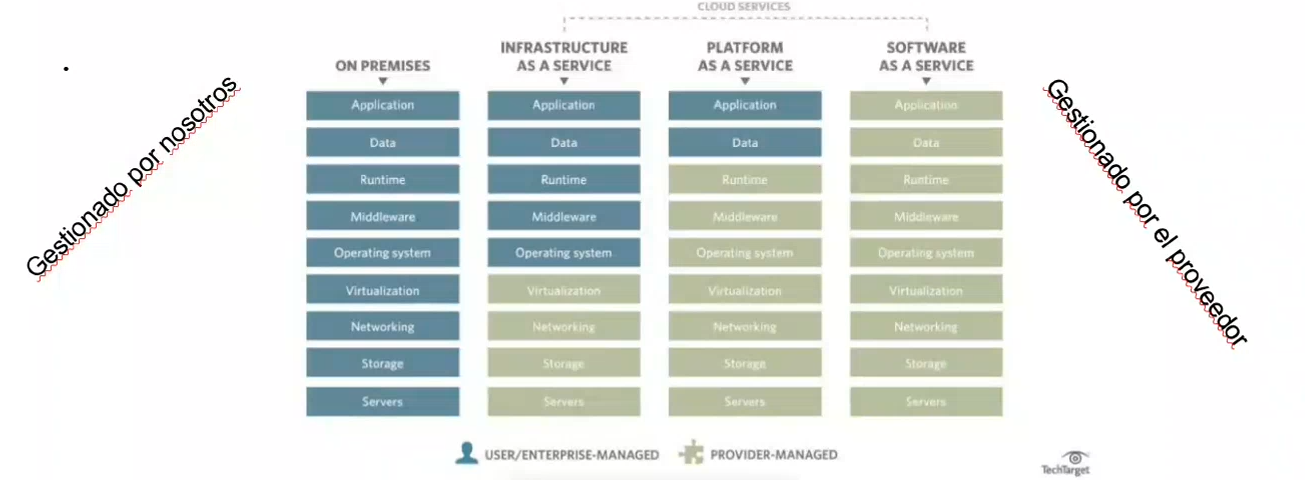 CLOUD SERVICES
ON PREMISES
INFRASTRUCTURE
AS A SERVICE
PLATFORM
AS A SERVICE
SOFTWARE
AS A SERVICE
Gestionado por nosotros
Gestionado por el proveedor
Application Application Application Application
Data Data Data Data
Runtime Runtime Runtime Runtime
Middleware Middleware Middleware Middleware
Operating system Operating system Operating system Operating system
Virtualization Virtualization Virtualization Virtualization
Networking Networking Networking Networking
Storage Storage Storage Storage
Servers Servers Servers Servers
USER/ENTERPRISE-MANAGED PROVIDER-MANAGED
TechTarget